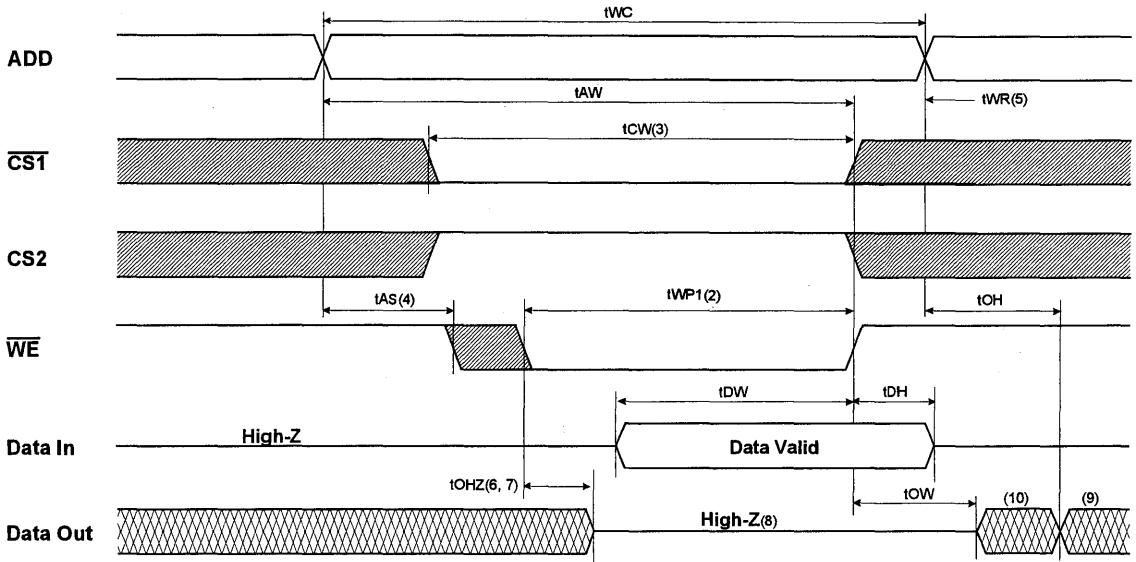 tWC
ADD
tAW
tWR(5)
tCW(3)
CS1
CS2
tAS(4)
tWP1(2)
tOH
WE
tDW
tDH
Data In
High-Z
Data Valid
tOHZ(6, 7)
tOW
Data Out
High-Z(8)
(10)
(9)